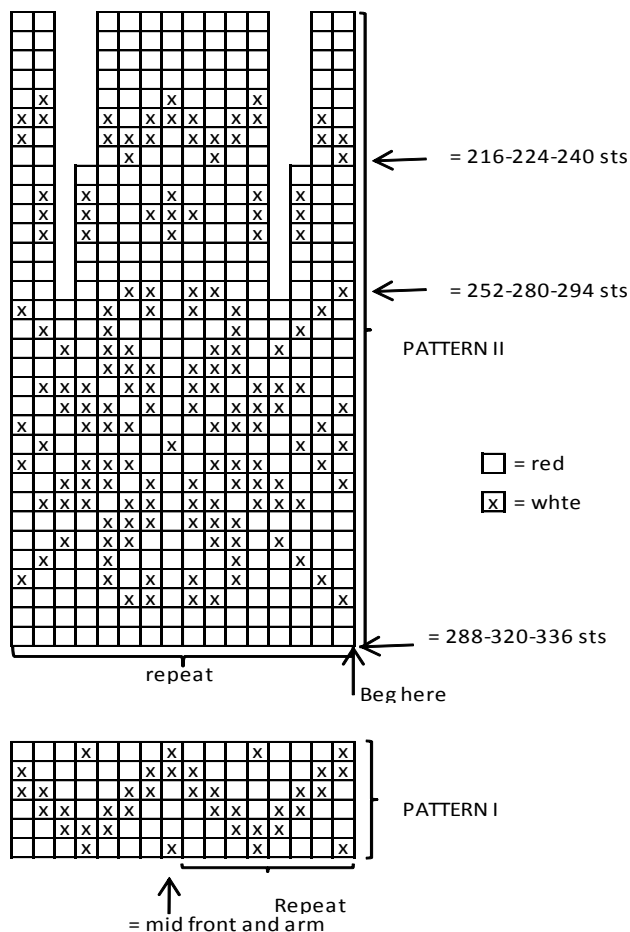 = 216-224-240 sts
= 252-280-294 sts
PATTERN II
= red
x = whte
= 288-320-336 sts
repeat
Beg here
PATTERN I
Repeat
= mid front and arm